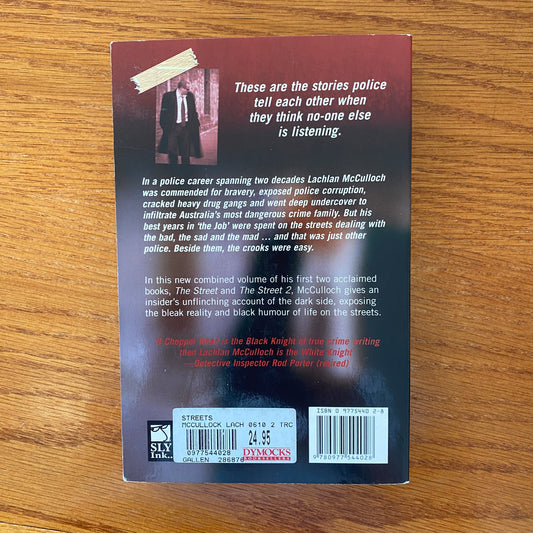 These are the stories police
tell each other when
they think no-one else
is listening.
In a police career spanning two decades Lachlan McCulloch
was commended for bravery, exposed police corruption,
cracked heavy drug gangs and went deep undercover to
infiltrate Australia's most dangerous crime family. But his
best years in 'the Job' were spent on the streets dealing with
the bad, the sad and the mad ... and that was just other
police. Beside them, the crooks were easy.
In this new combined volume of his first two acclaimed
books, The Street and The Street 2, McCulloch gives an
insider's unflinching account of the dark side, exposing
the bleak reality and black humour of life on the streets.
If Chopper Read is the Black Knight of true crime writing
then Lachlan McCulloch is the White Knight
—Detective Inspector Rod Porter (retired)
SLY
Ink..
STREETS
MCCULLOCK LACH 0610 2 TRC
24.95
0977544028
GALLEN 286876
DYMOCKS
BOOKSELLERS
ISBN 0 9775440 2-8
9 780977 544028